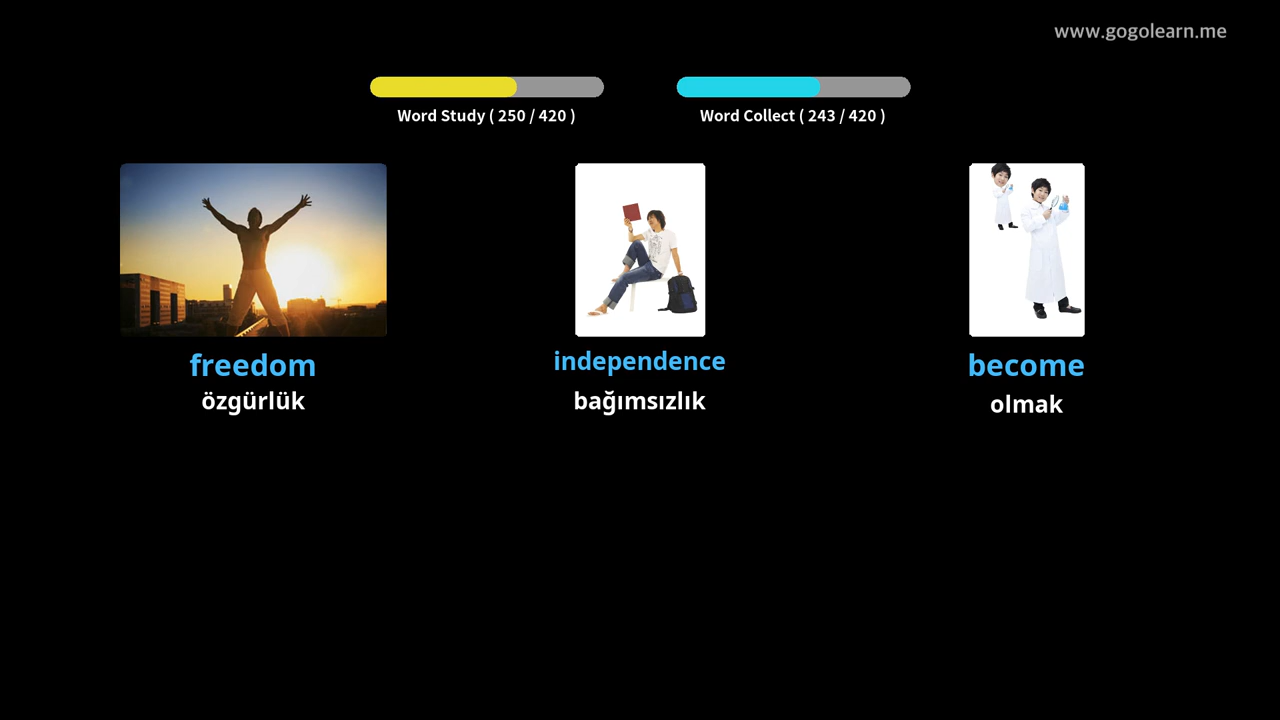 www.gogolearn.me
Word Study ( 250 / 420 )
Word Collect ( 243 / 420 )
freedom
özgürlük
independence
bağımsızlık
become
olmak